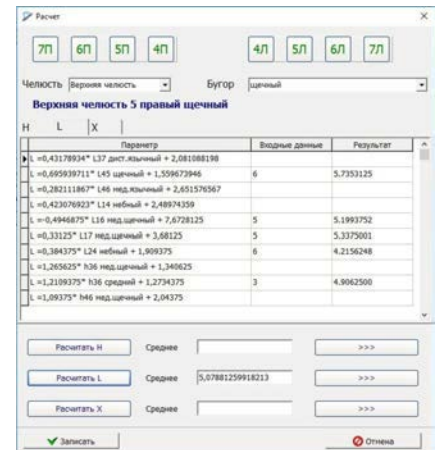 Расчет
7П 6П 5П 4П 4Л 5Л 6Л 7Л
Челюсть Верхняя челюсть Бугор щечный
Верхняя челюсть 5 правый щечный
H L X
Параметр Входные данные Результат
L =0,43178934* L37 дист.язычный + 2,081088198
L =0,695939711* L45 щечный + 1,559673946 6 5.7353125
L =0,282111867* L46 мед.язычный + 2,651576567
L =0,423076923* L14 небный + 2,48974359
L =-0,4946875* L16 мед.щечный + 7,6728125 5 5.1993752
L =0,33125* L17 мед.щечный + 3,68125 5 5.3375001
L =0,384375* L24 небный + 1,909375 6 4.2156248
L =1,265625* h36 мед.щечный + 1,340625
L =1,2109375* h36 средний + 1,2734375 3 4.9062500
L =1,09375* h46 мед.щечный + 2,04375
Расчитать H Среднее >>>
Расчитать L Среднее 5,07881259918213 >>>
Расчитать X Среднее >>>
Записать Отмена